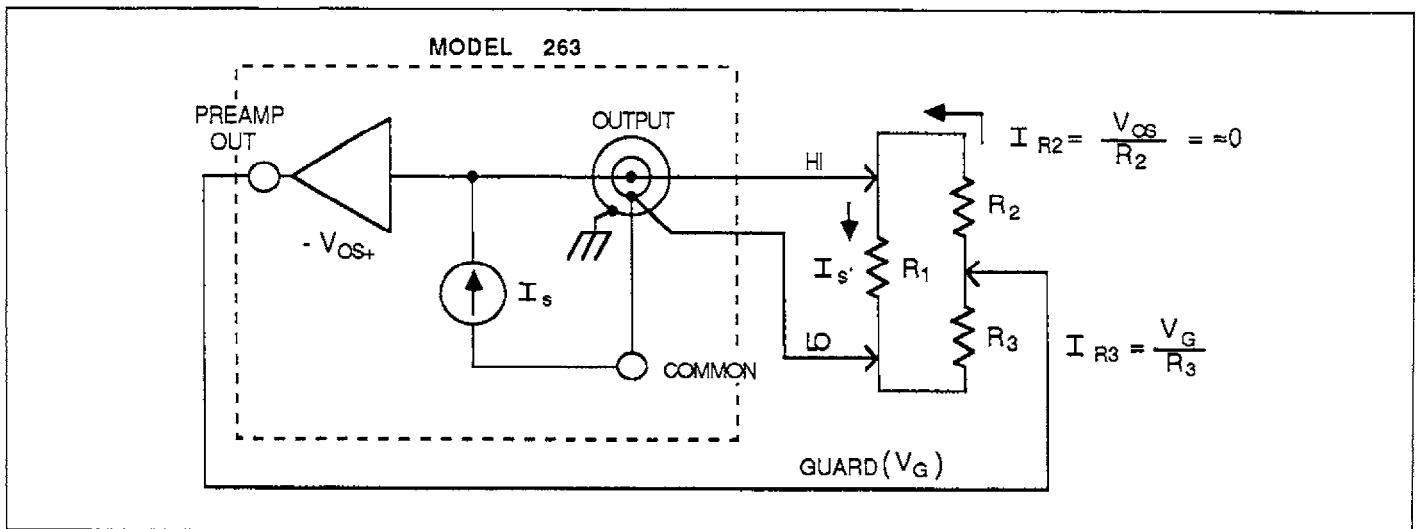 MODEL 263
PREAMP
OUT
OUTPUT
- VOS+
Is
COMMON
HI
LO
Is'
R1
R2
R3
I R2 = VOS / R2 = ≈0
I R3 = VG / R3
GUARD (VG)